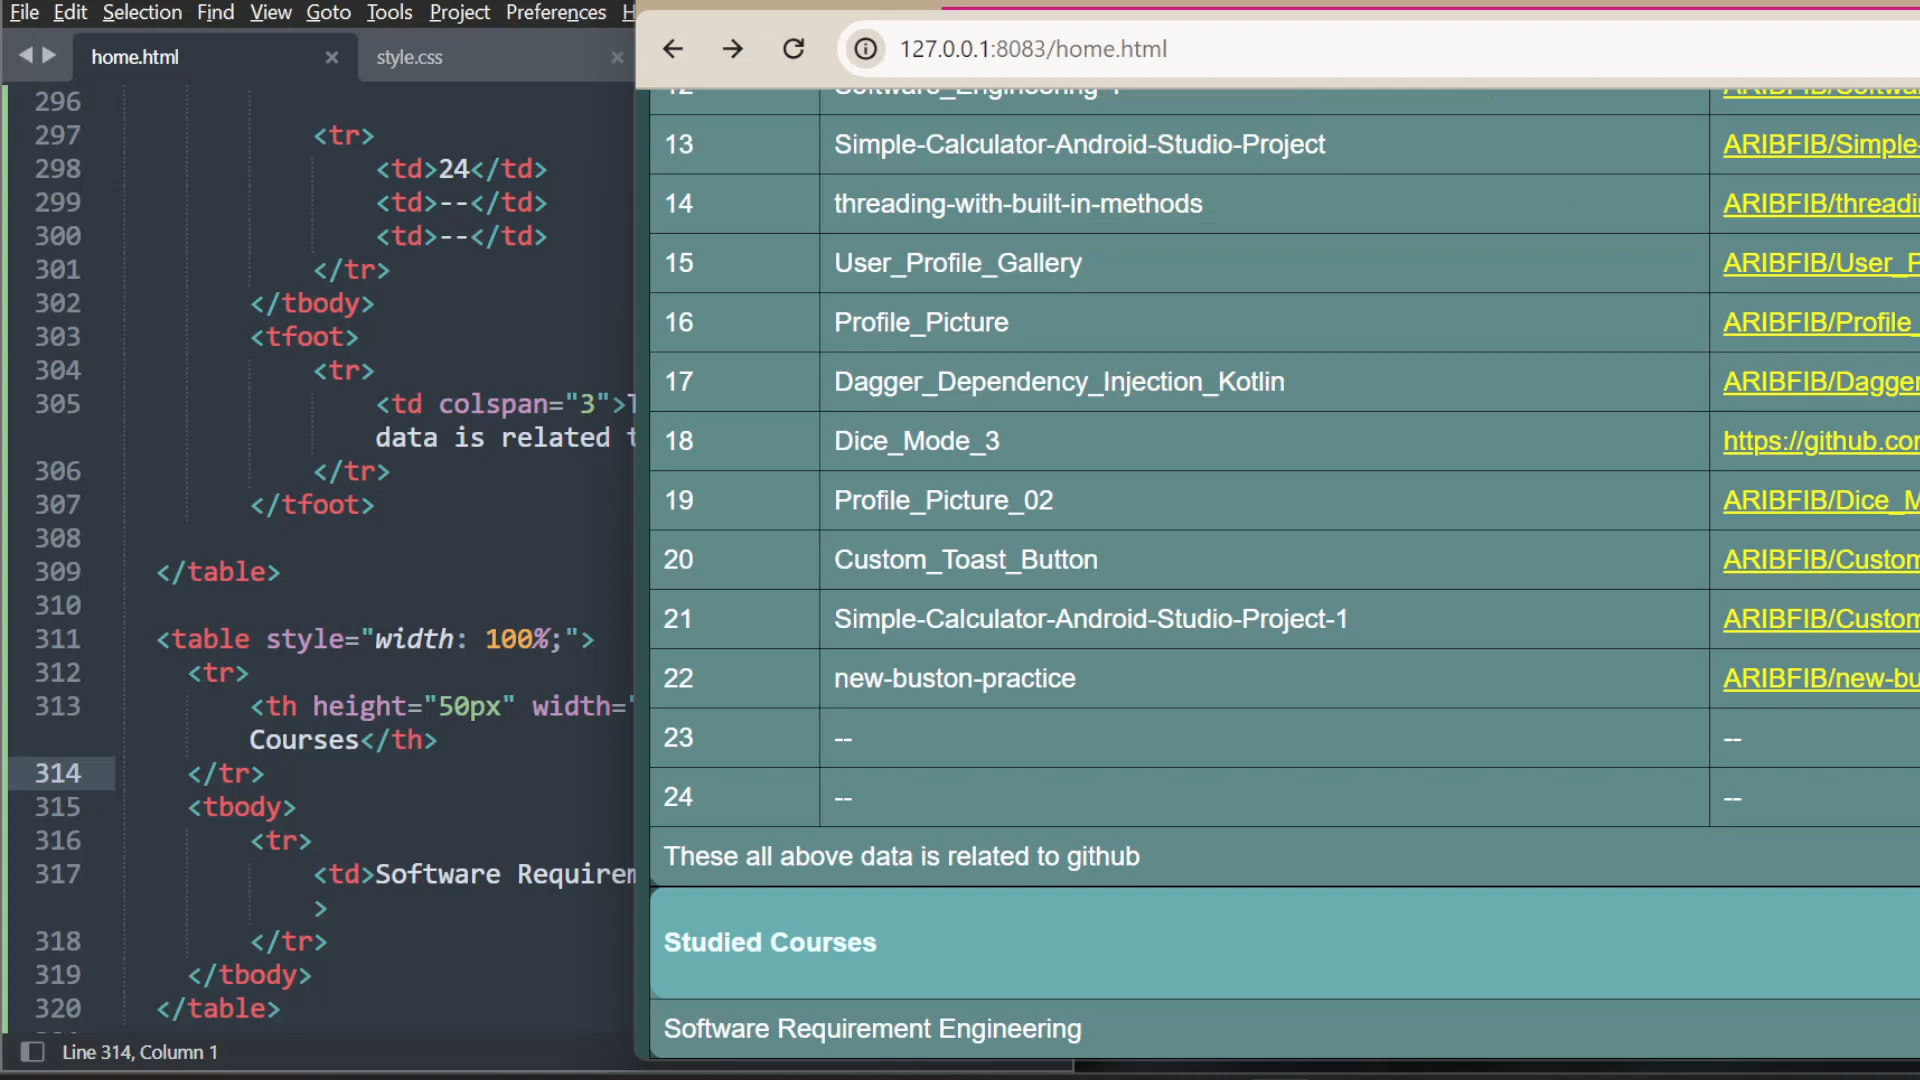 File Edit Selection Find View Goto Tools Project Preferences H
home.html × style.css ×
296
297 <tr>
298 <td>24</td>
299 <td>--</td>
300 <td>--</td>
301 </tr>
302 </tbody>
303 <tfoot>
304 <tr>
305 <td colspan="3">T
data is related t
306 </tr>
307 </tfoot>
308
309 </table>
310
311 <table style="width: 100%;">
312 <tr>
313 <th height="50px" width="
Courses</th>
314 </tr>
315 <tbody>
316 <tr>
317 <td>Software Requirem
>
318 </tr>
319 </tbody>
320 </table>
Line 314, Column 1
127.0.0.1:8083/home.html
12 Software_Engineering-1
13 Simple-Calculator-Android-Studio-Project ARIBFIB/Simple-
14 threading-with-built-in-methods ARIBFIB/threadi
15 User_Profile_Gallery ARIBFIB/User_P
16 Profile_Picture ARIBFIB/Profile_
17 Dagger_Dependency_Injection_Kotlin ARIBFIB/Dagger
18 Dice_Mode_3 https://github.co
19 Profile_Picture_02 ARIBFIB/Dice_M
20 Custom_Toast_Button ARIBFIB/Custom
21 Simple-Calculator-Android-Studio-Project-1 ARIBFIB/Custom
22 new-buston-practice ARIBFIB/new-bu
23 -- --
24 -- --
These all above data is related to github
Studied Courses
Software Requirement Engineering